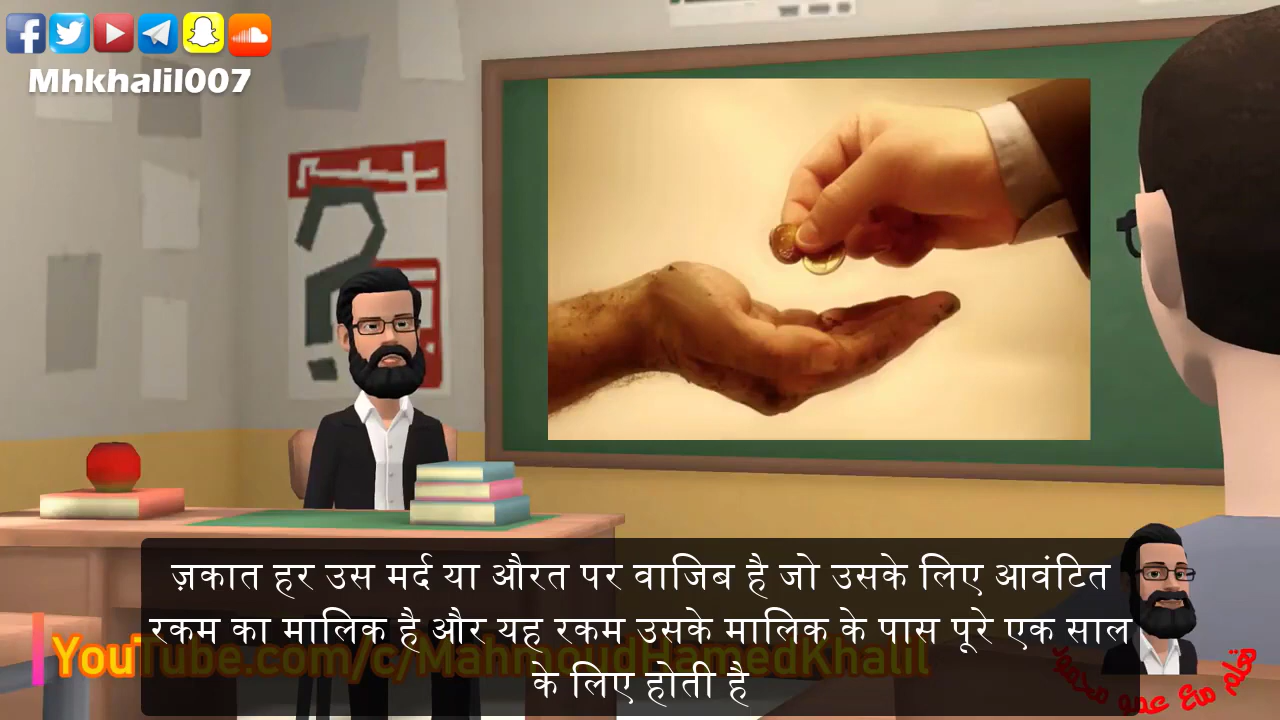 Mhkhalil007
ज़कात हर उस मर्द या औरत पर वाजिब है जो उसके लिए आवंटित
रकम का मालिक है और यह रकम उसके मालिक के पास पूरे एक साल
के लिए होती है
YouTube.com/c/MahmoudHamedKhalil